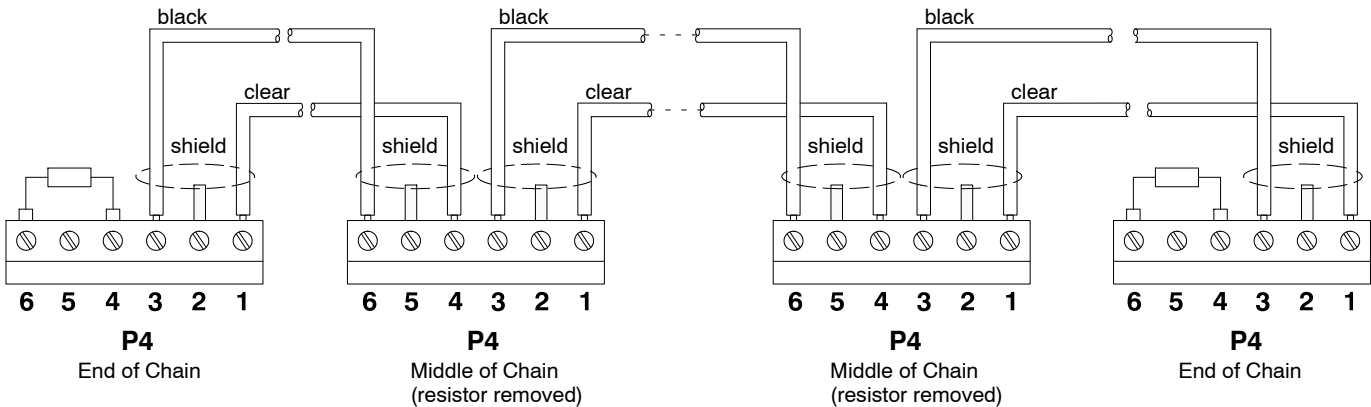 black
black
black
clear
clear
clear
shield
shield
shield
shield
shield
shield
6 5 4 3 2 1
6 5 4 3 2 1
6 5 4 3 2 1
6 5 4 3 2 1
P4
End of Chain
P4
Middle of Chain
(resistor removed)
P4
Middle of Chain
(resistor removed)
P4
End of Chain